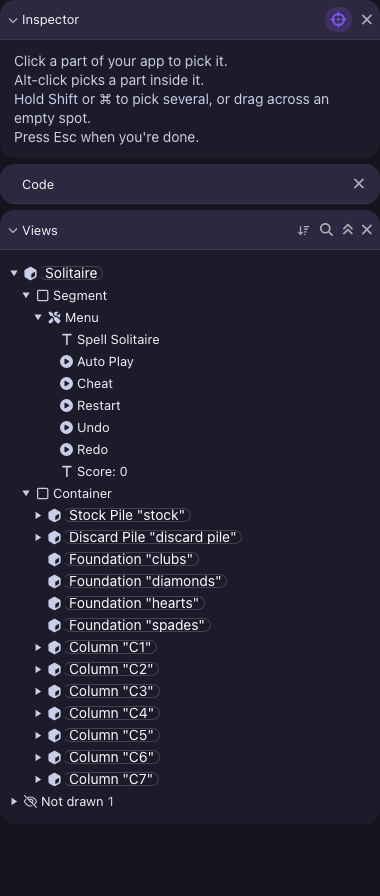 Inspector
Click a part of your app to pick it.
Alt-click picks a part inside it.
Hold Shift or ⌘ to pick several, or drag across an
empty spot.
Press Esc when you're done.
Code
Views
Solitaire
Segment
Menu
Spell Solitaire
Auto Play
Cheat
Restart
Undo
Redo
Score: 0
Container
Stock Pile "stock"
Discard Pile "discard pile"
Foundation "clubs"
Foundation "diamonds"
Foundation "hearts"
Foundation "spades"
Column "C1"
Column "C2"
Column "C3"
Column "C4"
Column "C5"
Column "C6"
Column "C7"
Not drawn 1